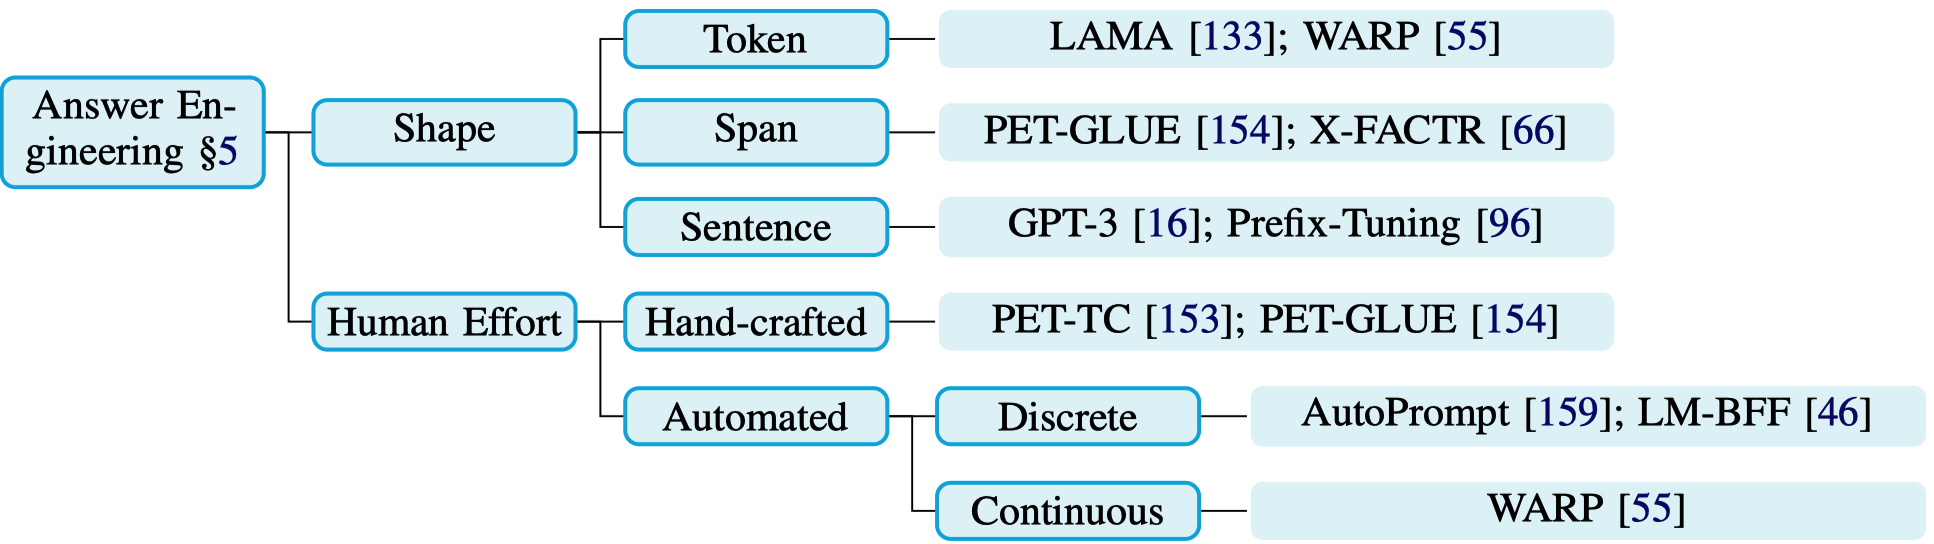 Answer En-
gineering §5
Shape
Token
LAMA [133]; WARP [55]
Span
PET-GLUE [154]; X-FACTR [66]
Sentence
GPT-3 [16]; Prefix-Tuning [96]
Human Effort
Hand-crafted
PET-TC [153]; PET-GLUE [154]
Automated
Discrete
AutoPrompt [159]; LM-BFF [46]
Continuous
WARP [55]